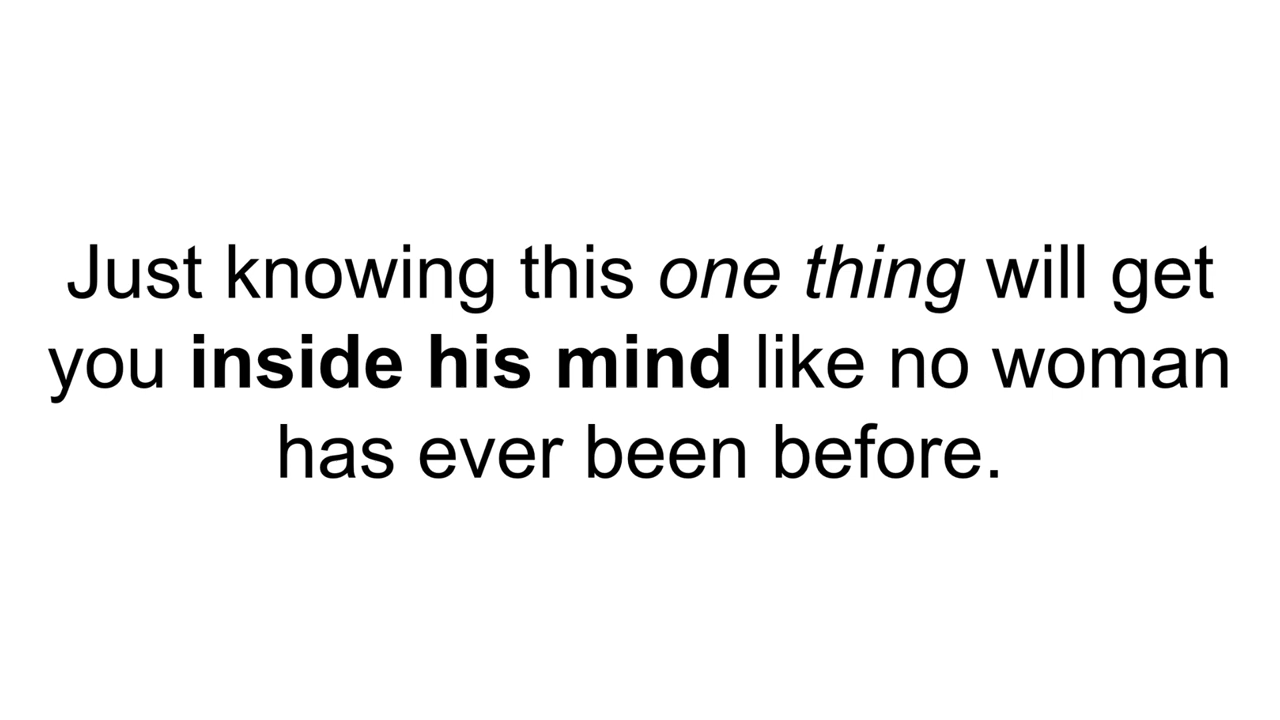 Just knowing this one thing will get
you inside his mind like no woman
has ever been before.